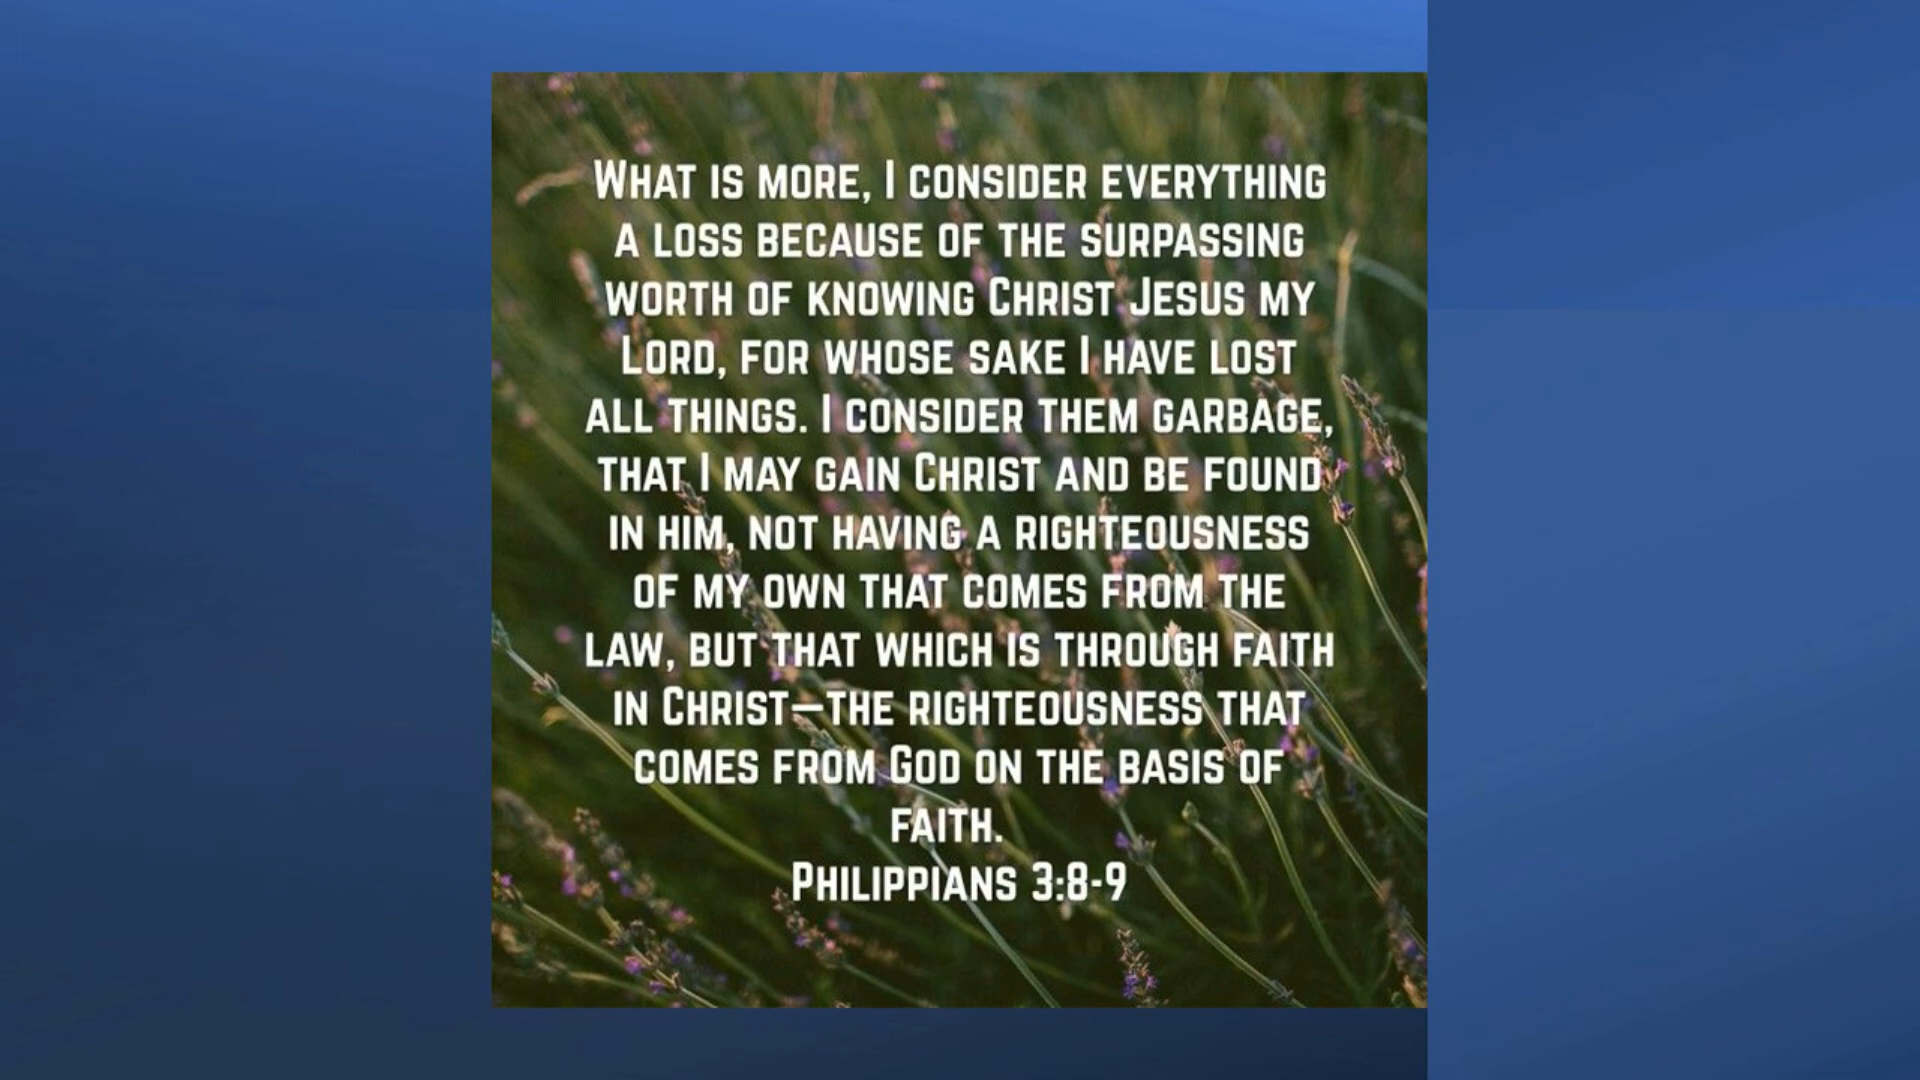 What is more, I consider everything
a loss because of the surpassing
worth of knowing Christ Jesus my
Lord, for whose sake I have lost
all things. I consider them garbage,
that I may gain Christ and be found
in him, not having a righteousness
of my own that comes from the
law, but that which is through faith
in Christ—the righteousness that
comes from God on the basis of
faith.
Philippians 3:8-9